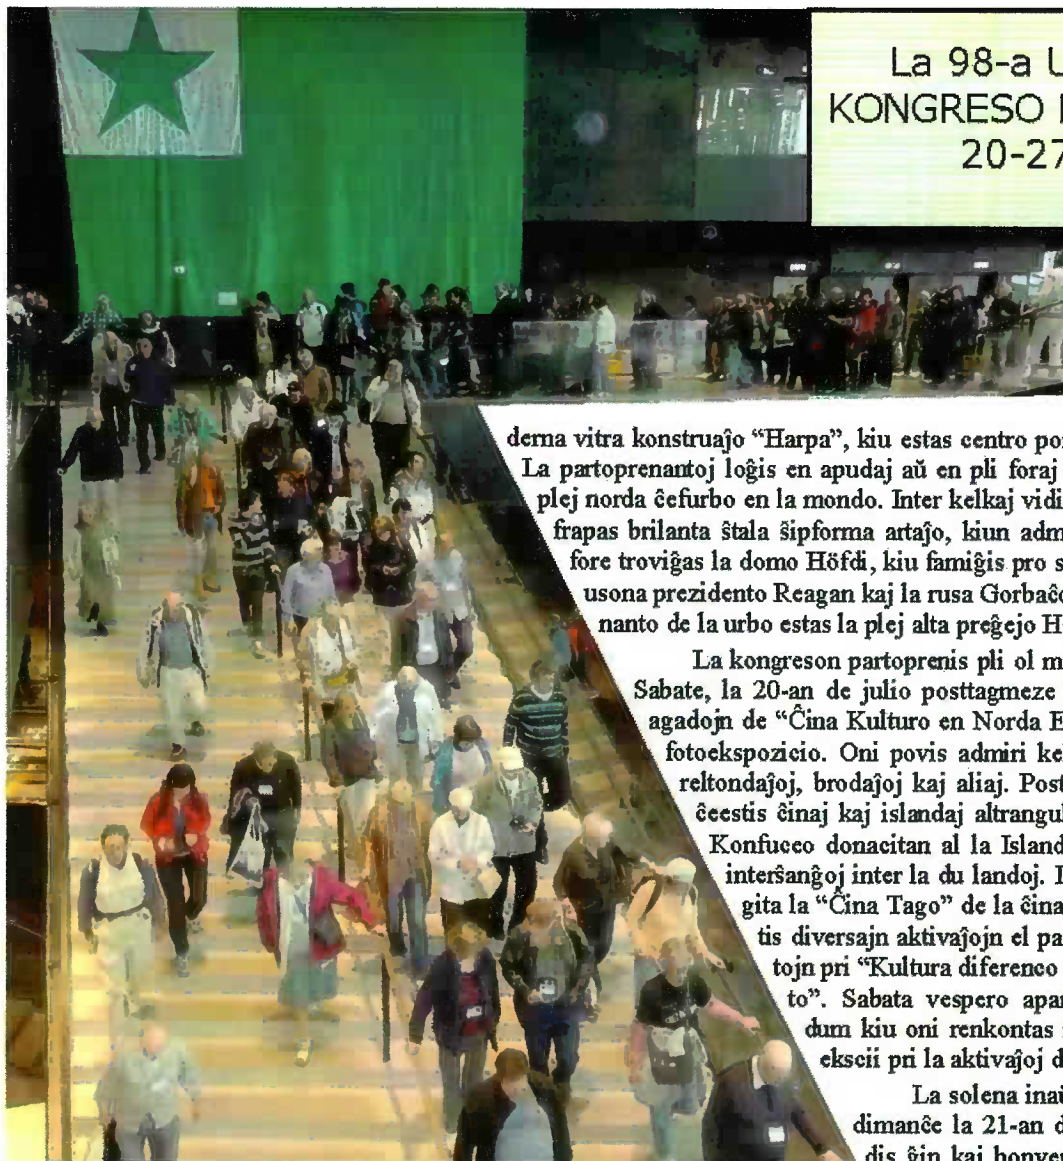 La 98-a U
KONGRESO
20-27
derna vitra konstruaĵo “Harpa”, kiu estas centro por
La partoprenantoj loĝis en apudaj aŭ en pli foraj
plej norda ĉefurbo en la mondo. Inter kelkaj vidi
frapas brilanta ŝtala ŝipforma artaĵo, kiun adm
fore troviĝas la domo Höfdi, kiu famiĝis pro s
usona prezidento Reagan kaj la rusa Gorbaĉo
nanto de la urbo estas la plej alta preĝejo H
La kongreson partoprenis pli ol m
Sabate, la 20-an de julio posttagmeze
agadojn de “Ĉina Kulturo en Norda E
fotoekspozicio. Oni povis admiri ke
reltondaĵoj, brodaĵoj kaj aliaj. Post
ĉeestis ĉinaj kaj islandaj altrangul
Konfuceo donacitan al la Island
interŝanĝoj inter la du landoj. I
gita la “Ĉina Tago” de la ĉina
tis diversajn aktivaĵojn el pa
tojn pri “Kultura diferenco
to”. Sabata vespero apar
dum kiu oni renkontas
ekscii pri la aktivaĵoj d
La solena inaŭ
dimanĉe la 21-an d
dis ĝin kaj bonve